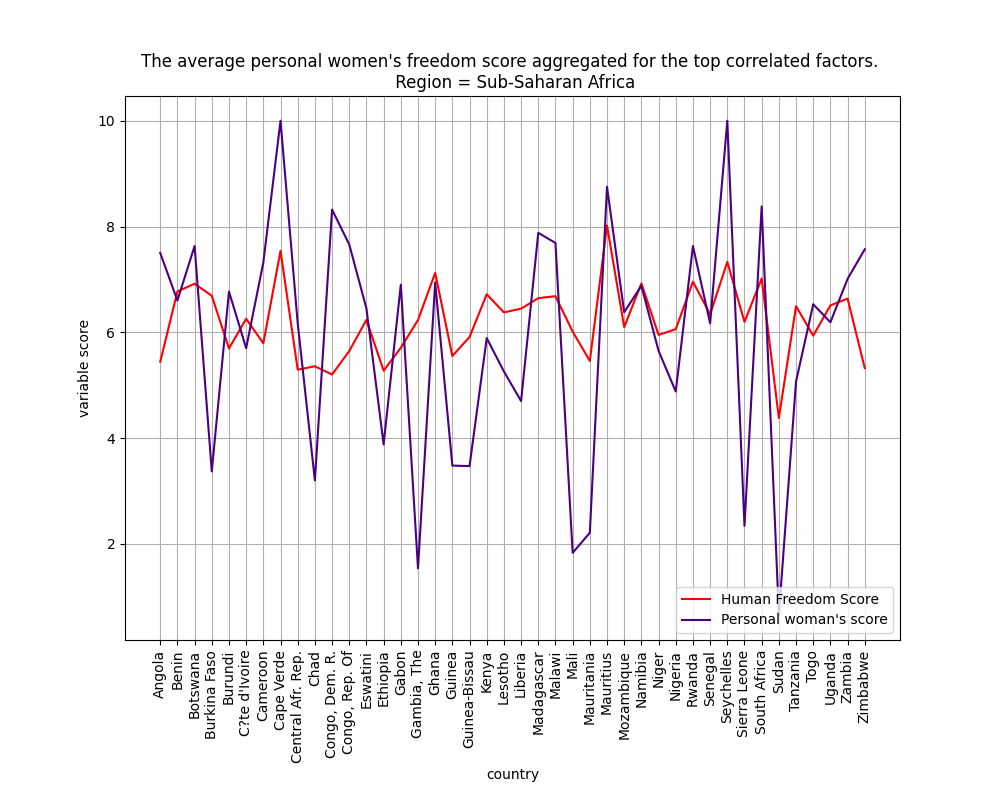 The average personal women's freedom score aggregated for the top correlated factors.
Region = Sub-Saharan Africa
variable score
10
8
6
4
2
Human Freedom Score
Personal woman's score
Angola
Benin
Botswana
Burkina Faso
Burundi
C?te d'Ivoire
Cameroon
Cape Verde
Central Afr. Rep.
Chad
Congo, Dem. R.
Congo, Rep. Of
Eswatini
Ethiopia
Gabon
Gambia, The
Ghana
Guinea
Guinea-Bissau
Kenya
Lesotho
Liberia
Madagascar
Malawi
Mali
Mauritania
Mauritius
Mozambique
Namibia
Niger
Nigeria
Rwanda
Senegal
Seychelles
Sierra Leone
South Africa
Sudan
Tanzania
Togo
Uganda
Zambia
Zimbabwe
country